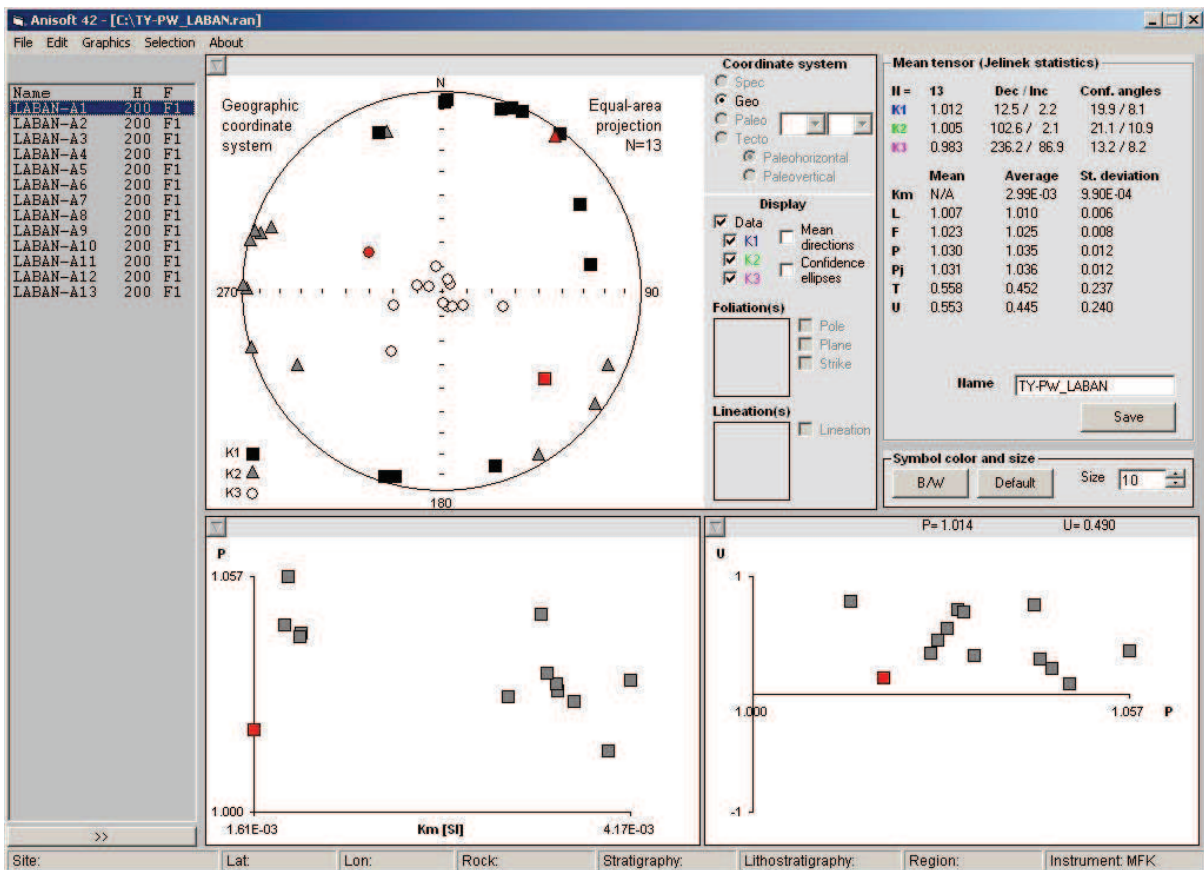 Anisoft 42 - [C:\TY-PW_LABAN.ran]
File Edit Graphics Selection About
Name H F
LABAN-A1 200 F1
LABAN-A2 200 F1
LABAN-A3 200 F1
LABAN-A4 200 F1
LABAN-A5 200 F1
LABAN-A6 200 F1
LABAN-A7 200 F1
LABAN-A8 200 F1
LABAN-A9 200 F1
LABAN-A10 200 F1
LABAN-A11 200 F1
LABAN-A12 200 F1
LABAN-A13 200 F1
>>
Geographic
coordinate
system
N
Equal-area
projection
N=13
270
90
180
K1
K2
K3
Coordinate system
Spec
Geo
Paleo
Tecto
Paleohorizontal
Paleovertical
Display
Data
K1
K2
K3
Mean
directions
Confidence
ellipses
Foliation(s)
Pole
Plane
Strike
Lineation(s)
Lineation
Mean tensor (Jelinek statistics)
N = 13 Dec / Inc Conf. angles
K1 1.012 12.5 / 2.2 19.9 / 8.1
K2 1.005 102.6 / 2.1 21.1 / 10.9
K3 0.983 236.2 / 86.9 13.2 / 8.2
Mean Average St. deviation
Km N/A 2.99E-03 9.90E-04
L 1.007 1.010 0.006
F 1.023 1.025 0.008
P 1.030 1.035 0.012
Pj 1.031 1.036 0.012
T 0.558 0.452 0.237
U 0.553 0.445 0.240
Name TY-PW_LABAN
Save
Symbol color and size
B/W Default Size 10
P
1.057
1.000
1.61E-03 Km [SI] 4.17E-03
P= 1.014 U= 0.490
U
1
1.000 1.057 P
-1
Site: Lat: Lon: Rock: Stratigraphy: Lithostratigraphy: Region: Instrument: MFK